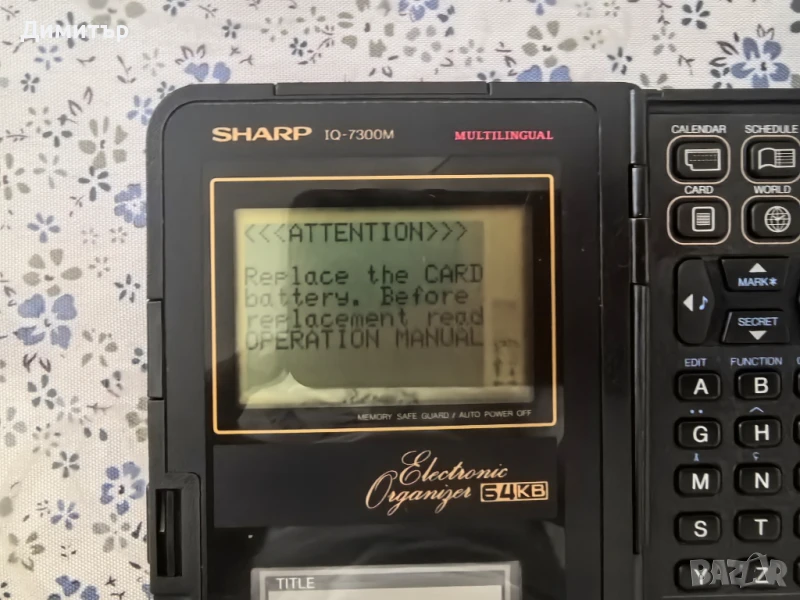 Димитър
SHARP IQ-7300M MULTILINGUAL
<<<ATTENTION>>>
Replace the CARD
battery. Before
replacement read
OPERATION MANUAL
MEMORY SAFE GUARD / AUTO POWER OFF
Electronic
Organizer 64KB
TITLE
CALENDAR SCHEDULE
CARD WORLD
MARK*
SECRET
EDIT FUNCTION
A B
G H
M N
S T
Y Z
BAZAR